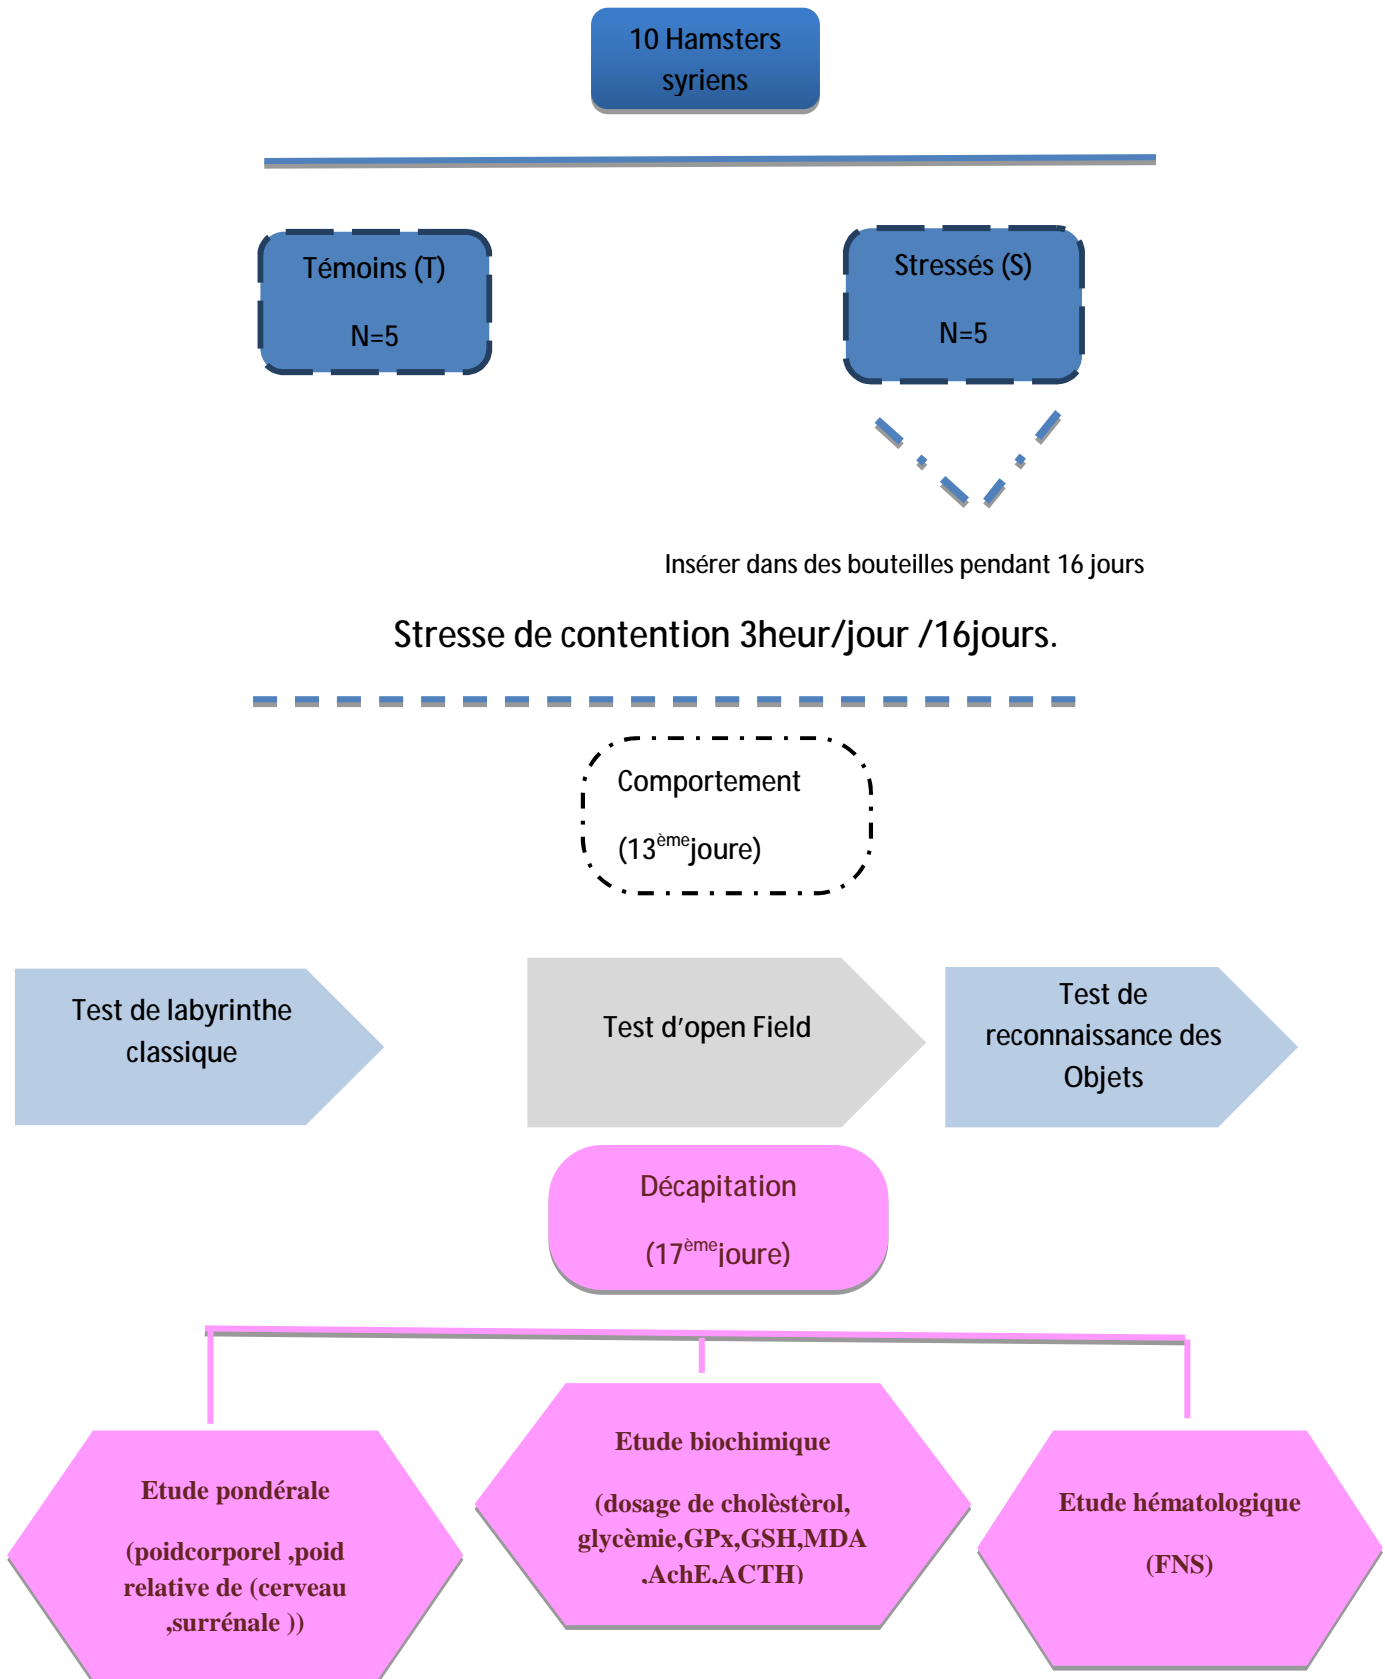 10 Hamsters
syriens
Témoins (T)
N=5
Stressés (S)
N=5
Insérer dans des bouteilles pendant 16 jours
Stresse de contention 3heur/jour /16jours.
Comportement
(13èmejoure)
Test de labyrinthe
classique
Test d'open Field
Test de
reconnaissance des
Objets
Décapitation
(17èmejoure)
Etude pondérale
(poidcorporel ,poid
relative de (cerveau
,surrénale ))
Etude biochimique
(dosage de cholèstèrol,
glycèmie,GPx,GSH,MDA
,AchE,ACTH)
Etude hématologique
(FNS)